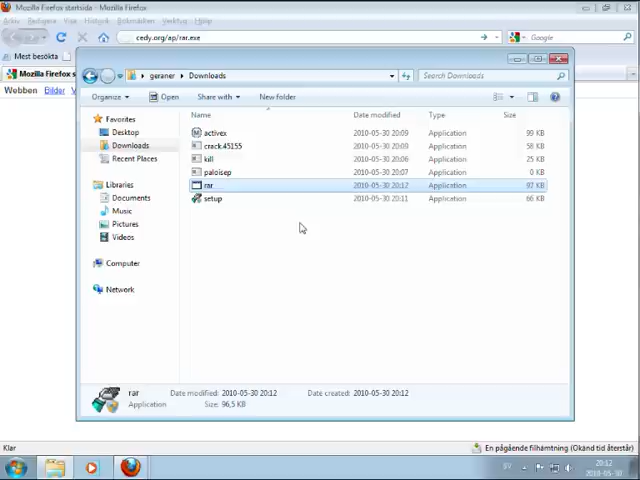 Mozilla Firefox startsida - Mozilla Firefox
Arkiv Redigera Visa Historik Bokmärken Verktyg Hjälp
cedy.org/ap/rar.exe
Google
Mest besökta
Mozilla Firefox s
Webben Bilder V
geraner Downloads
Search Downloads
Organize Open Share with New folder
Name Date modified Type Size
Favorites
Desktop
Downloads
Recent Places
Libraries
Documents
Music
Pictures
Videos
Computer
Network
activex 2010-05-30 20:09 Application 99 KB
crack.45155 2010-05-30 20:09 Application 58 KB
kill 2010-05-30 20:06 Application 25 KB
paloisep 2010-05-30 20:07 Application 0 KB
rar 2010-05-30 20:12 Application 97 KB
setup 2010-05-30 20:11 Application 66 KB
rar Date modified: 2010-05-30 20:12 Date created: 2010-05-30 20:12
Application Size: 96,5 KB
Klar
En pågående filhämtning (Okänd tid återstår)
SV
20:12
2010-05-30